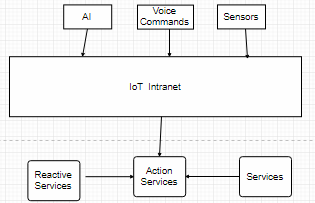 AI
Voice
Commands
Sensors
IoT Intranet
Reactive
Services
Action
Services
Services